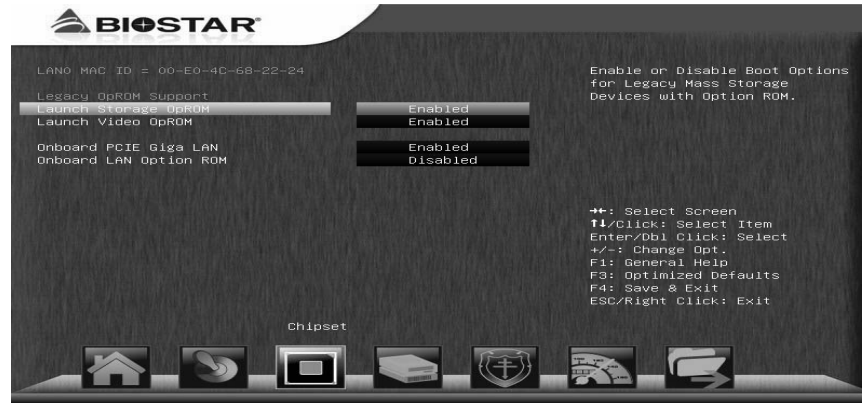 BIOSTAR®
LAN0 MAC ID = 00-E0-4C-68-22-24
Legacy OpROM Support
Launch Storage OpROM Enabled
Launch Video OpROM Enabled
Onboard PCIE Giga LAN Enabled
Onboard LAN Option ROM Disabled
Enable or Disable Boot Options
for Legacy Mass Storage
Devices with Option ROM.
→←: Select Screen
↑↓/Click: Select Item
Enter/Dbl Click: Select
+/-: Change Opt.
F1: General Help
F3: Optimized Defaults
F4: Save & Exit
ESC/Right Click: Exit
Chipset